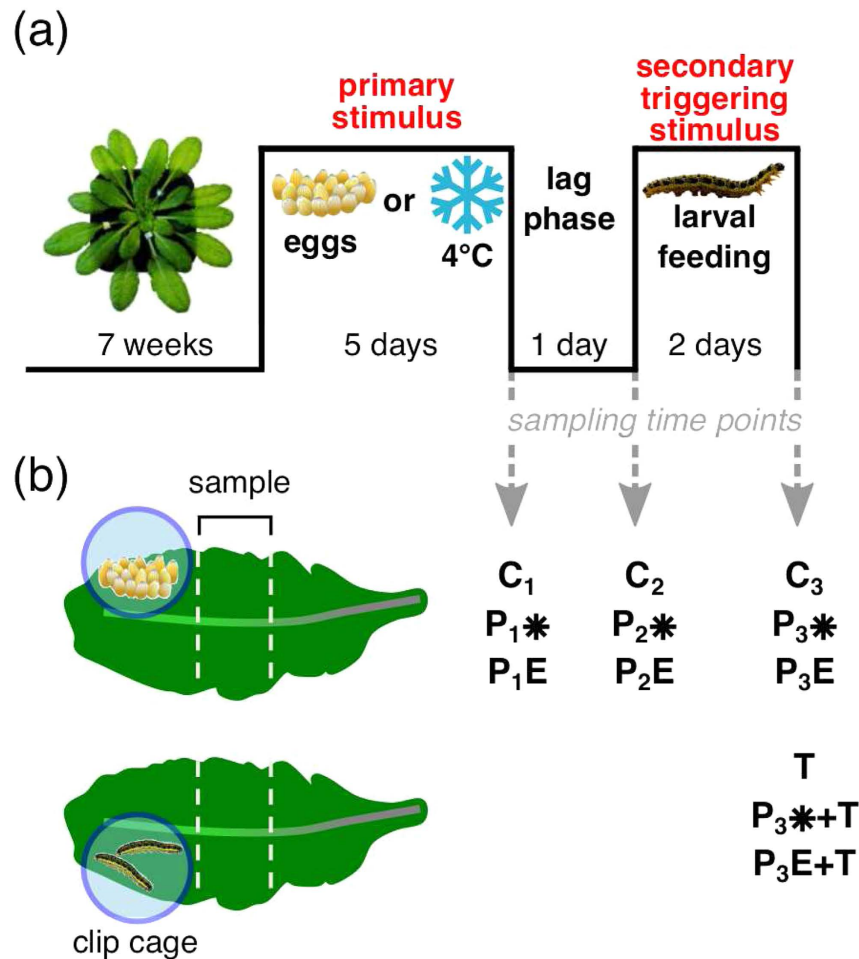 (a)
primary
stimulus
secondary
triggering
stimulus
eggs
or
4°C
lag
phase
larval
feeding
7 weeks
5 days
1 day
2 days
sampling time points
(b)
sample
C₁ C₂ C₃
P₁✱ P₂✱ P₃✱
P₁E P₂E P₃E
T
P₃✱+T
P₃E+T
clip cage